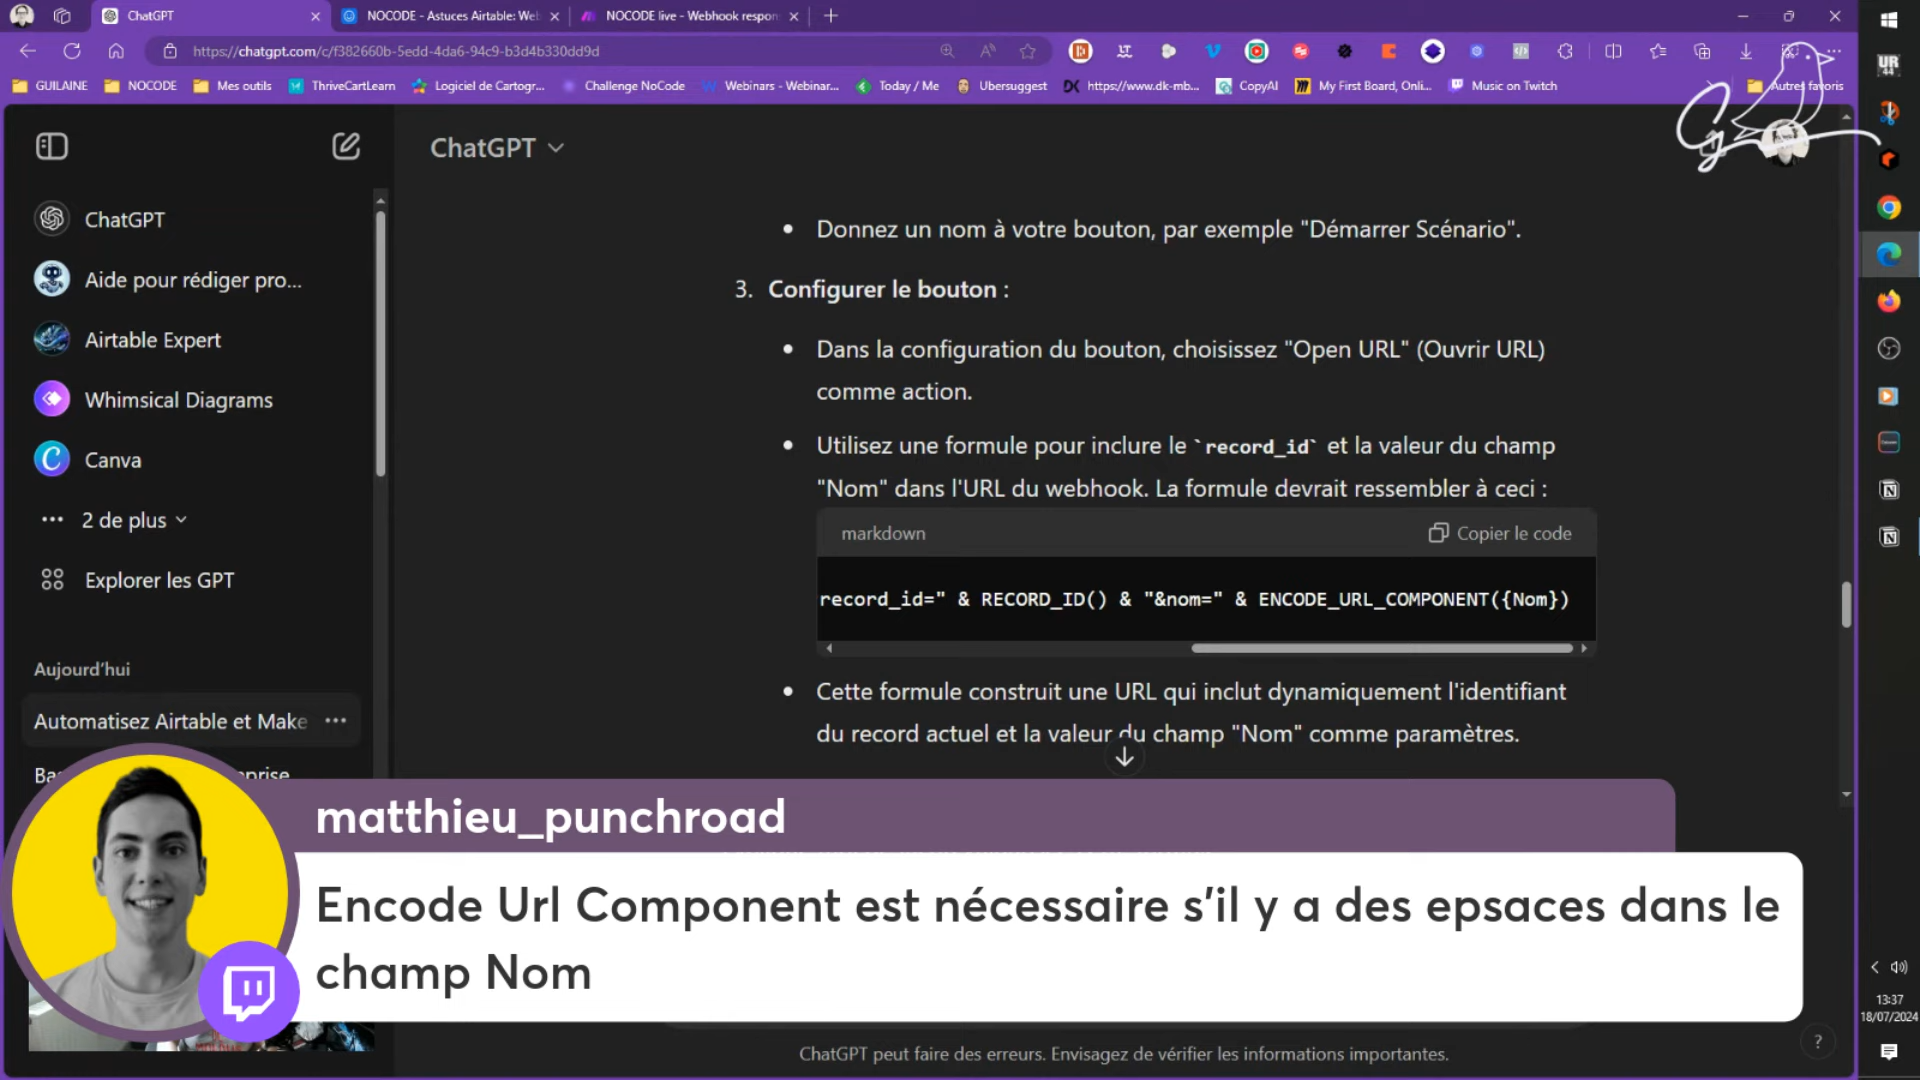 ChatGPT
NOCODE - Astuces Airtable: Web
NOCODE live - Webhook respon
https://chatgpt.com/c/f382660b-5edd-4da6-94c9-b3d4b330dd9d
GUILAINE
NOCODE
Mes outils
ThriveCartLearn
Logiciel de Cartogr...
Challenge NoCode
Webinars - Webinar...
Today / Me
Ubersuggest
https://www.dk-mb...
CopyAI
My First Board, Onli...
Music on Twitch
Autres favoris
UR
44
ChatGPT
ChatGPT
Aide pour rédiger pro...
Airtable Expert
Whimsical Diagrams
Canva
2 de plus
Explorer les GPT
Aujourd'hui
Automatisez Airtable et Make
• Donnez un nom à votre bouton, par exemple "Démarrer Scénario".
3. Configurer le bouton :
• Dans la configuration du bouton, choisissez "Open URL" (Ouvrir URL)
comme action.
• Utilisez une formule pour inclure le `record_id` et la valeur du champ
"Nom" dans l'URL du webhook. La formule devrait ressembler à ceci :
markdown
Copier le code
record_id=" & RECORD_ID() & "&nom=" & ENCODE_URL_COMPONENT({Nom})
• Cette formule construit une URL qui inclut dynamiquement l'identifiant
du record actuel et la valeur du champ "Nom" comme paramètres.
matthieu_punchroad
Encode Url Component est nécessaire s'il y a des epsaces dans le
champ Nom
ChatGPT peut faire des erreurs. Envisagez de vérifier les informations importantes.
?
13:37
18/07/2024